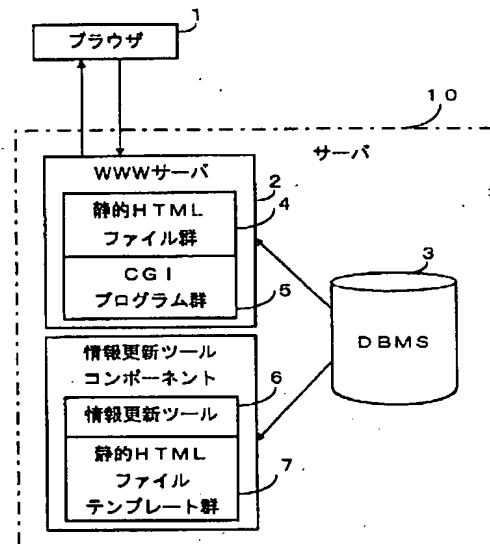 1
ブラウザ
10
サーバ
WWWサーバ
2
静的HTML
ファイル群
4
CGI
プログラム群
5
3
DBMS
情報更新ツール
コンポーネント
6
情報更新ツール
静的HTML
ファイル
テンプレート群
7